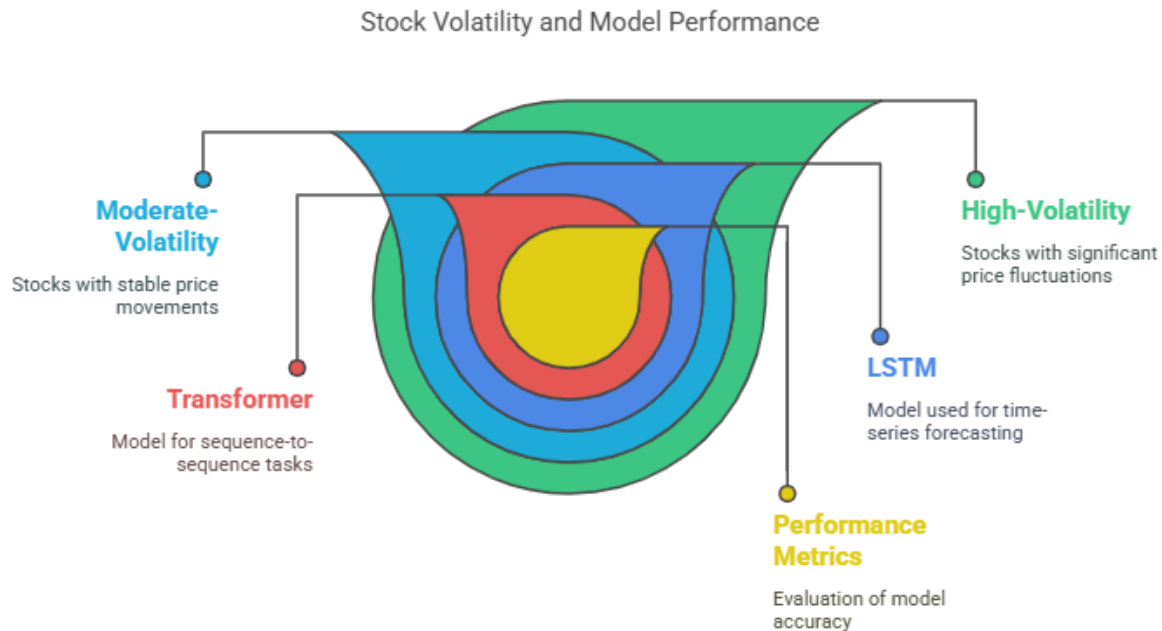 Stock Volatility and Model Performance
Moderate-
Volatility
Stocks with stable price
movements
High-Volatility
Stocks with significant
price fluctuations
Transformer
Model for sequence-to-
sequence tasks
LSTM
Model used for time-
series forecasting
Performance
Metrics
Evaluation of model
accuracy